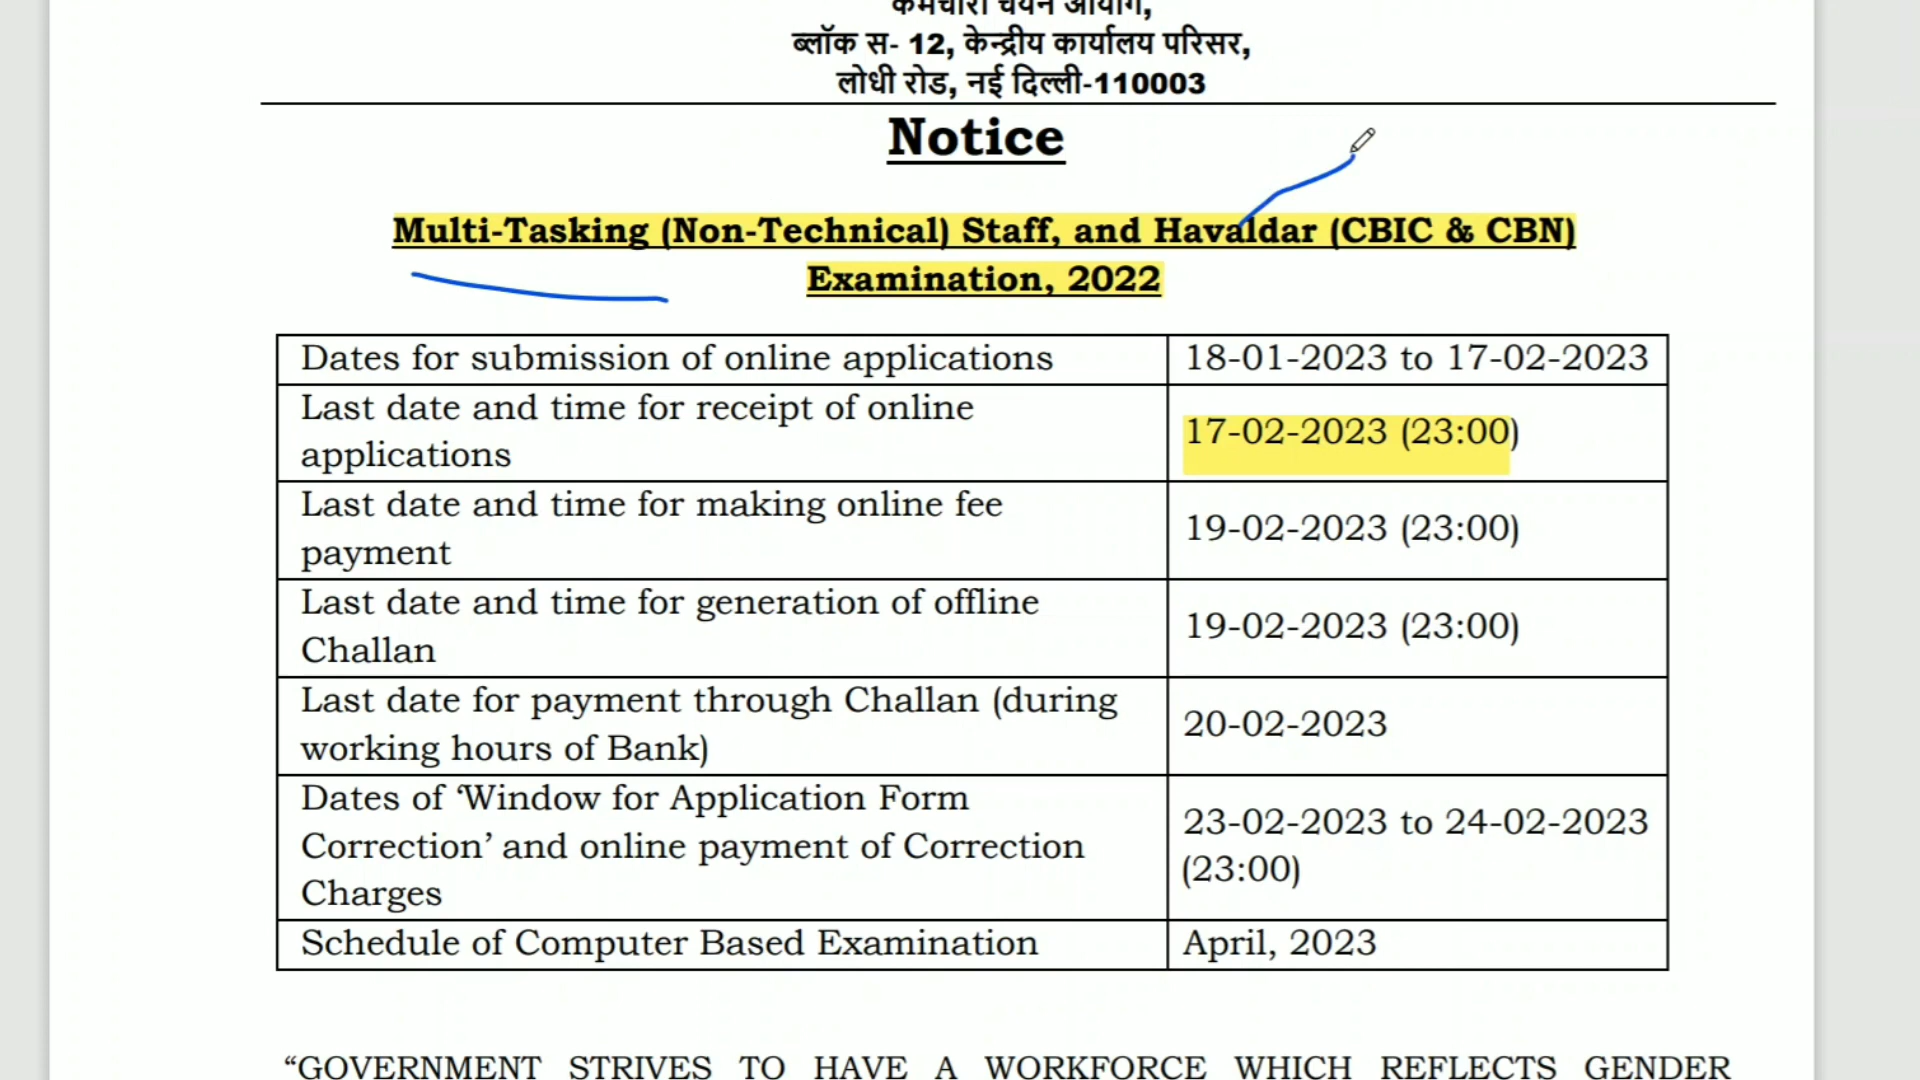 कर्मचारी चयन आयोग,
ब्लॉक स- 12, केन्द्रीय कार्यालय परिसर,
लोधी रोड, नई दिल्ली-110003
Notice
Multi-Tasking (Non-Technical) Staff, and Havaldar (CBIC & CBN)
Examination, 2022
Dates for submission of online applications 18-01-2023 to 17-02-2023
Last date and time for receipt of online
applications 17-02-2023 (23:00)
Last date and time for making online fee
payment 19-02-2023 (23:00)
Last date and time for generation of offline
Challan 19-02-2023 (23:00)
Last date for payment through Challan (during
working hours of Bank) 20-02-2023
Dates of ‘Window for Application Form
Correction’ and online payment of Correction
Charges 23-02-2023 to 24-02-2023
(23:00)
Schedule of Computer Based Examination April, 2023
“GOVERNMENT STRIVES TO HAVE A WORKFORCE WHICH REFLECTS GENDER